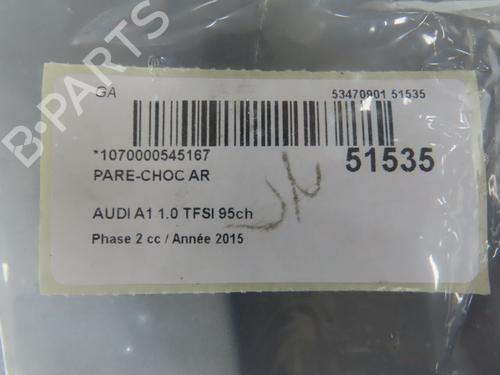 GA
53470901 51535
*1070000545167
51535
PARE-CHOC AR
AUDI A1 1.0 TFSI 95ch
Phase 2 cc / Année 2015
B-PARTS